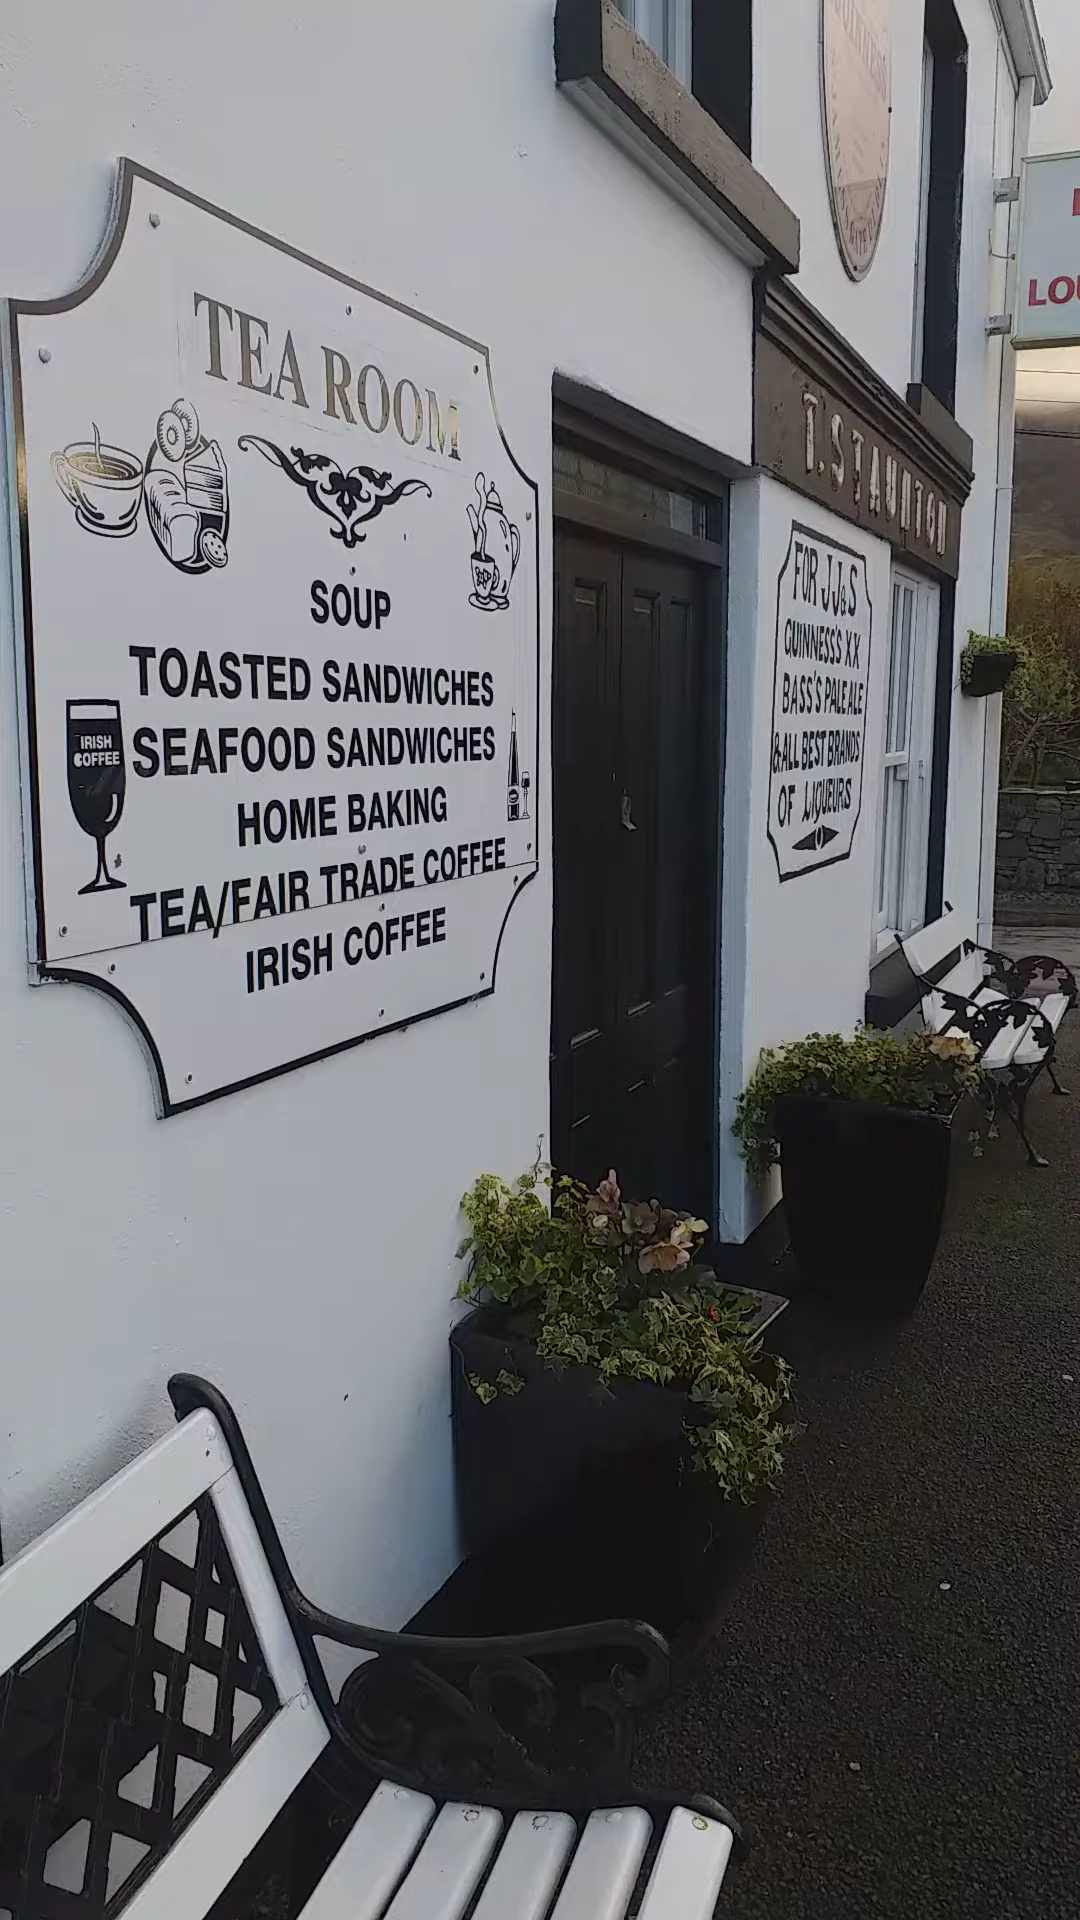 TEA ROOM
SOUP
TOASTED SANDWICHES
IRISH
COFFEE
SEAFOOD SANDWICHES
HOME BAKING
TEA/FAIR TRADE COFFEE
IRISH COFFEE
GUINNESS
T. STAUNTON
FOR JJ&S
GUINNESS'S XX
BASS'S PALE ALE
& ALL BEST BRANDS
OF LIQUEURS